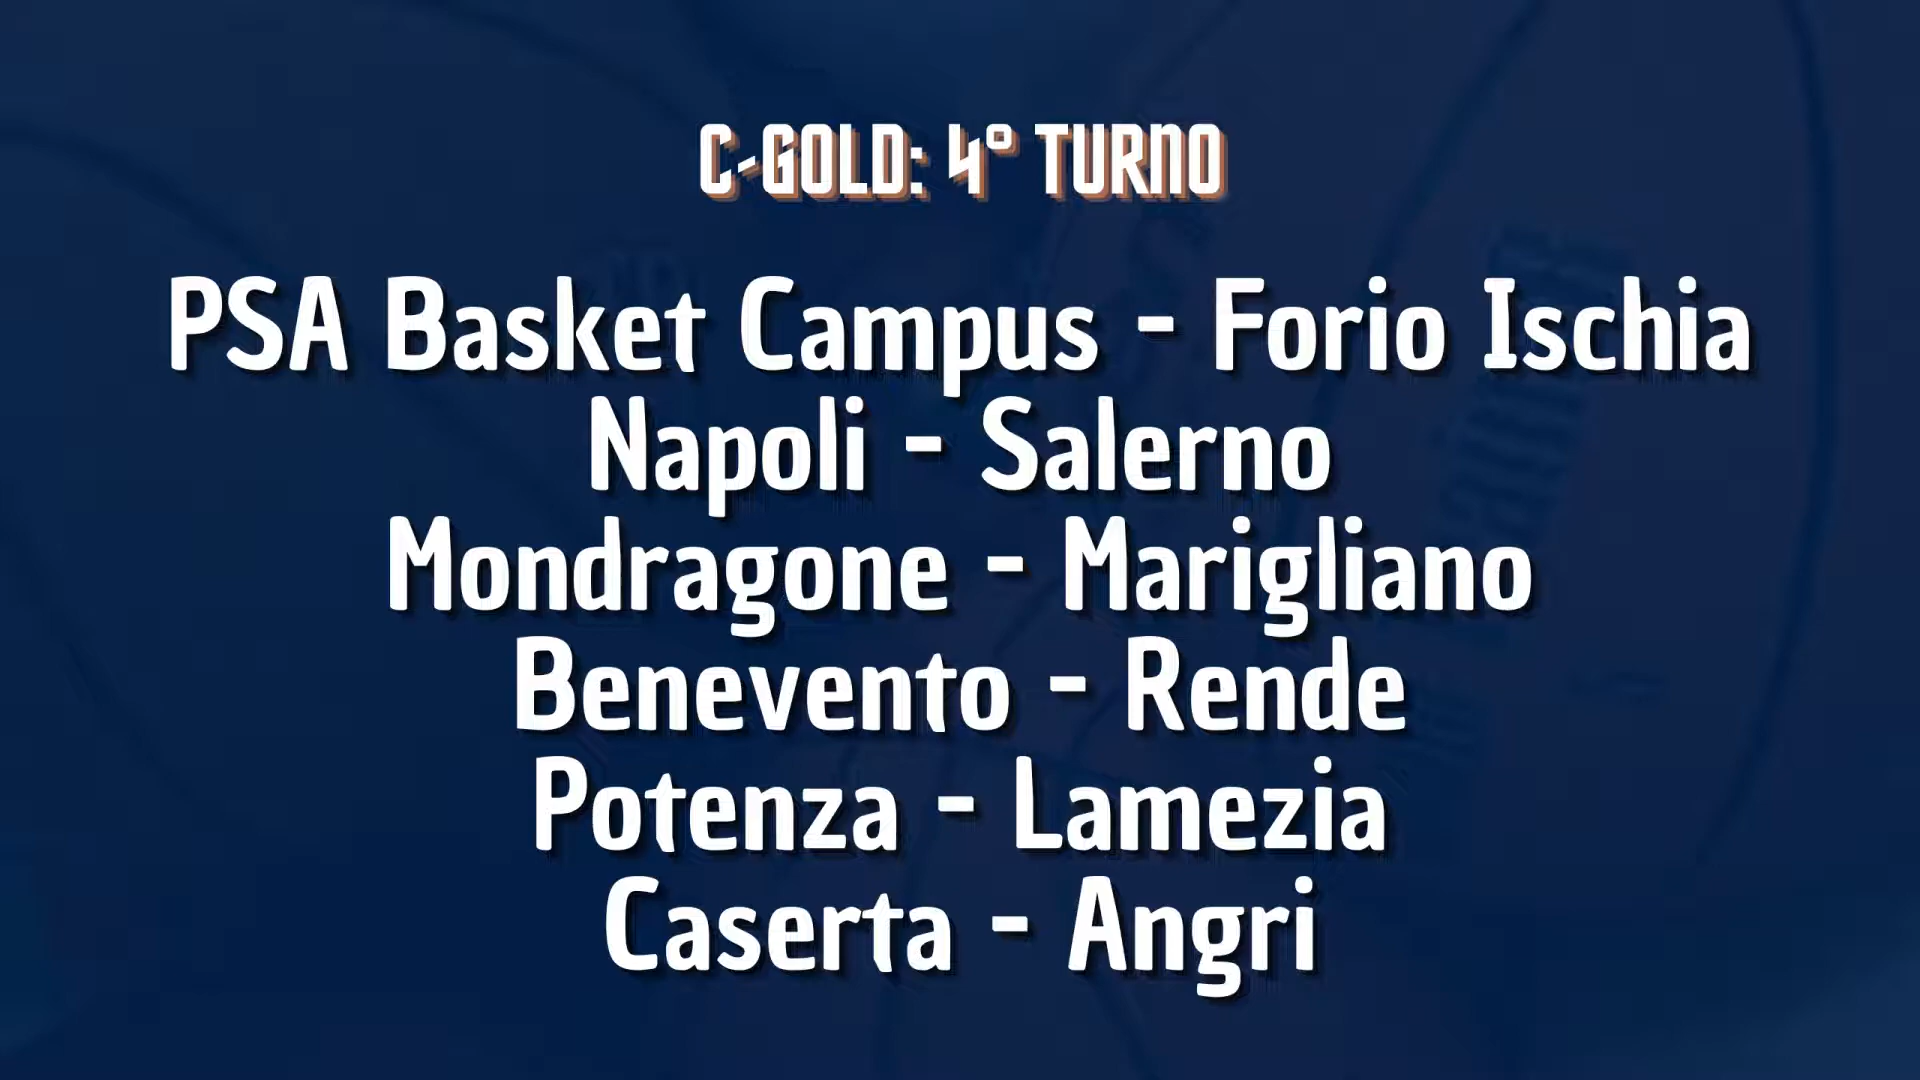 C-GOLD: 4° TURNO
PSA Basket Campus - Forio Ischia
Napoli - Salerno
Mondragone - Marigliano
Benevento - Rende
Potenza - Lamezia
Caserta - Angri